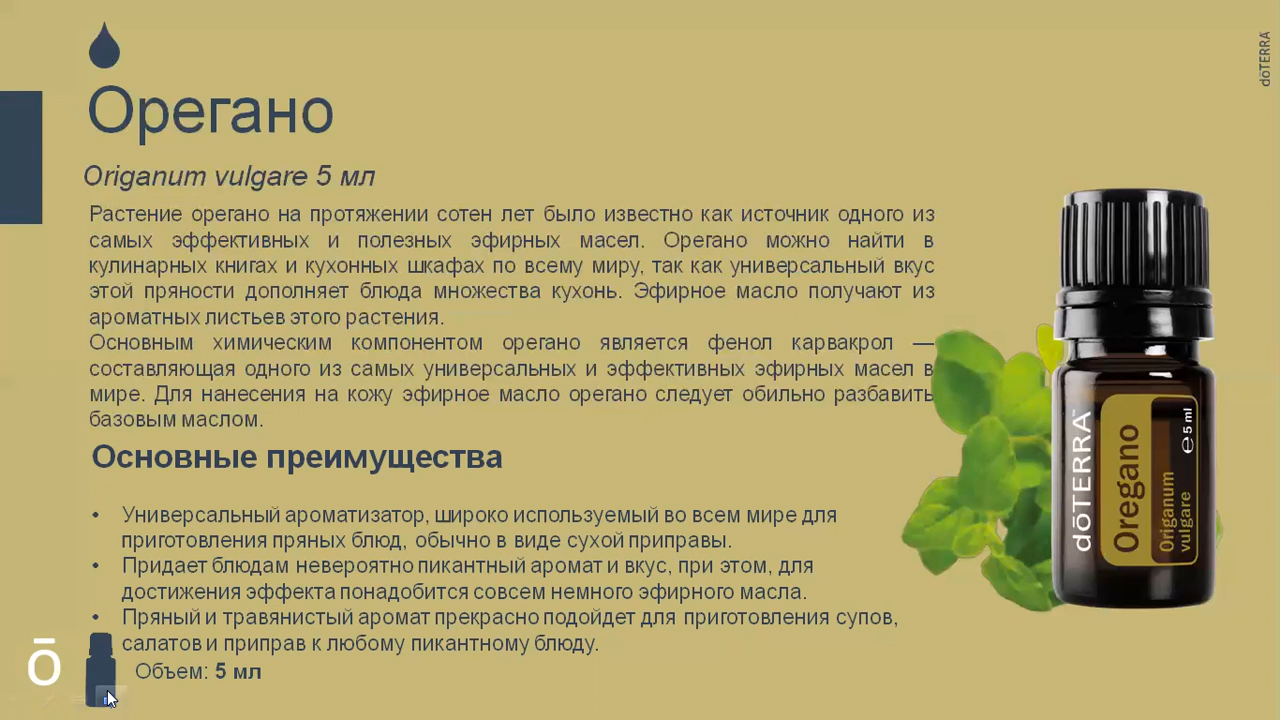 dōTERRA
Орегано
Origanum vulgare 5 мл
Растение орегано на протяжении сотен лет было известно как источник одного из
самых эффективных и полезных эфирных масел. Орегано можно найти в
кулинарных книгах и кухонных шкафах по всему миру, так как универсальный вкус
этой пряности дополняет блюда множества кухонь. Эфирное масло получают из
ароматных листьев этого растения.
Основным химическим компонентом орегано является фенол карвакрол —
составляющая одного из самых универсальных и эффективных эфирных масел в
мире. Для нанесения на кожу эфирное масло орегано следует обильно разбавить
базовым маслом.
Основные преимущества
• Универсальный ароматизатор, широко используемый во всем мире для
приготовления пряных блюд, обычно в виде сухой приправы.
• Придает блюдам невероятно пикантный аромат и вкус, при этом, для
достижения эффекта понадобится совсем немного эфирного масла.
• Пряный и травянистый аромат прекрасно подойдет для приготовления супов,
салатов и приправ к любому пикантному блюду.
Объем: 5 мл
ō
dōTERRA™
Oregano
Origanum
vulgare
℮ 5 ml